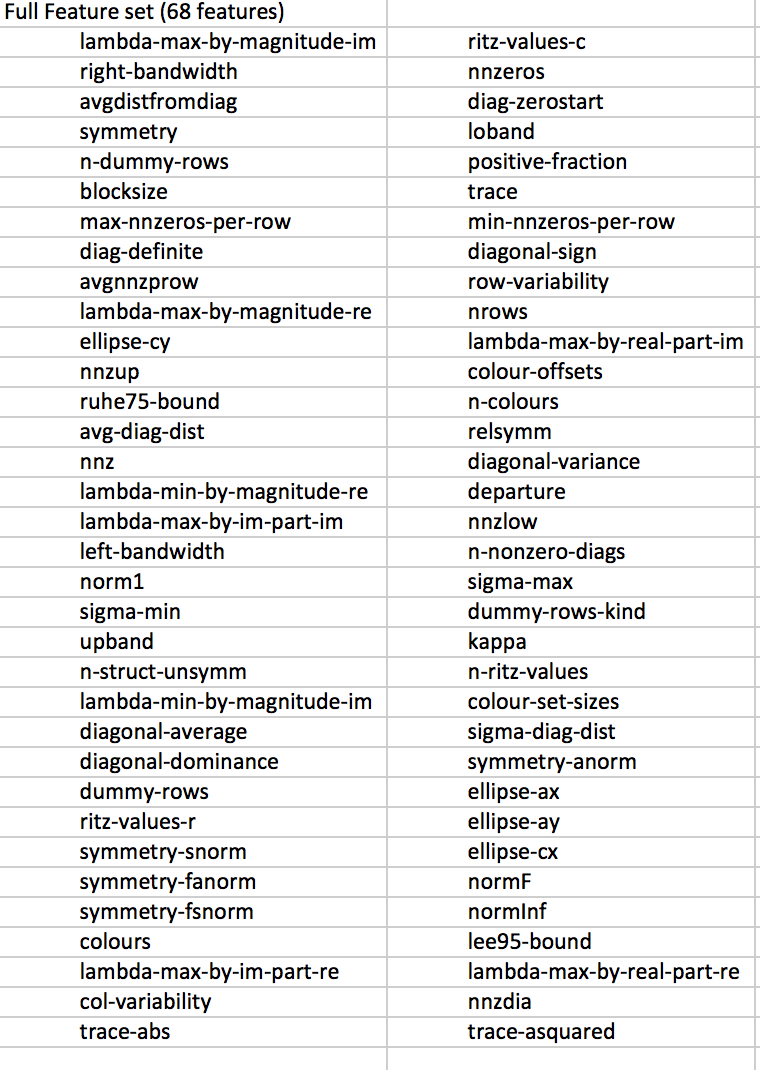 Full Feature set (68 features)
lambda-max-by-magnitude-im ritz-values-c
right-bandwidth nnzeros
avgdistfromdiag diag-zerostart
symmetry loband
n-dummy-rows positive-fraction
blocksize trace
max-nnzeros-per-row min-nnzeros-per-row
diag-definite diagonal-sign
avgnnzprow row-variability
lambda-max-by-magnitude-re nrows
ellipse-cy lambda-max-by-real-part-im
nnzup colour-offsets
ruhe75-bound n-colours
avg-diag-dist relsymm
nnz diagonal-variance
lambda-min-by-magnitude-re departure
lambda-max-by-im-part-im nnzlow
left-bandwidth n-nonzero-diags
norm1 sigma-max
sigma-min dummy-rows-kind
upband kappa
n-struct-unsymm n-ritz-values
lambda-min-by-magnitude-im colour-set-sizes
diagonal-average sigma-diag-dist
diagonal-dominance symmetry-anorm
dummy-rows ellipse-ax
ritz-values-r ellipse-ay
symmetry-snorm ellipse-cx
symmetry-fanorm normF
symmetry-fsnorm normInf
colours lee95-bound
lambda-max-by-im-part-re lambda-max-by-real-part-re
col-variability nnzdia
trace-abs trace-asquared